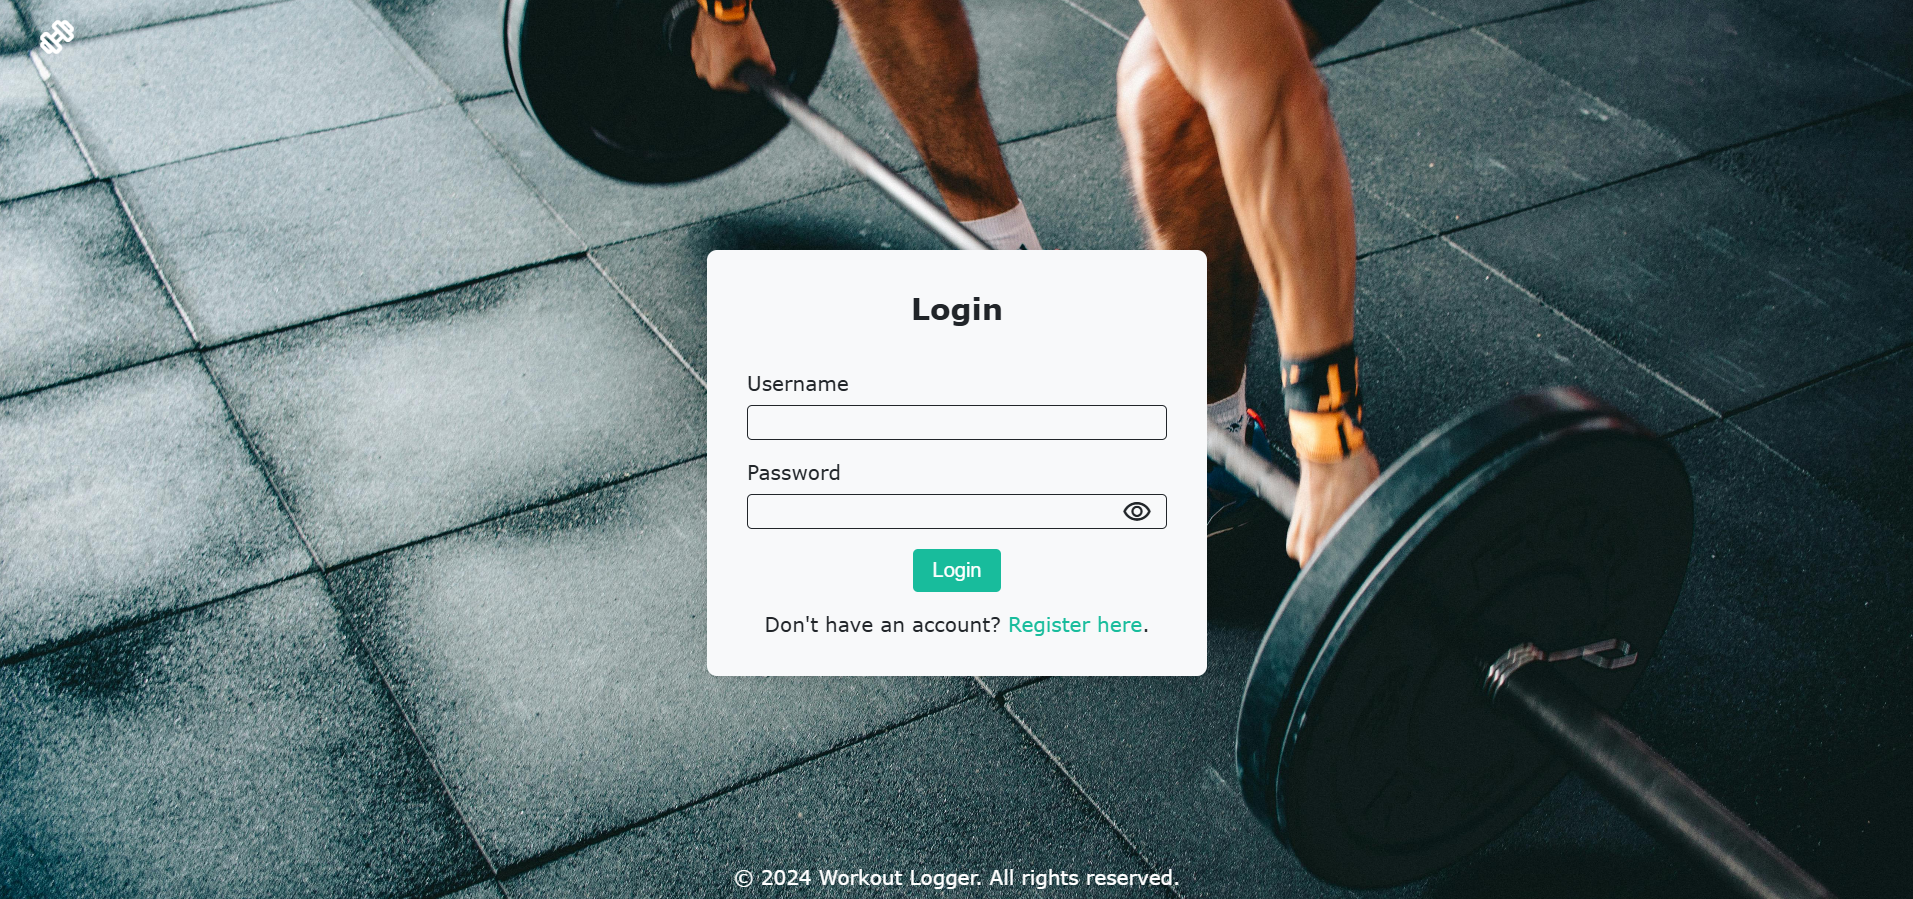 Login
Username
Password
Login
Don't have an account? Register here.
© 2024 Workout Logger. All rights reserved.